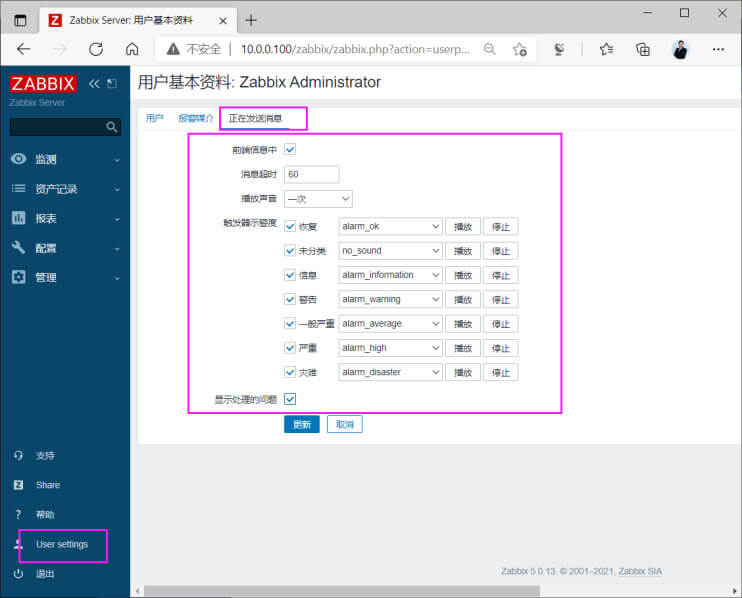 Zabbix Server: 用户基本资料
不安全 | 10.0.0.100/zabbix/zabbix.php?action=userp...
ZABBIX
Zabbix Server
监测
资产记录
报表
配置
管理
支持
Z Share
? 帮助
User settings
退出
用户基本资料: Zabbix Administrator
用户 报警媒介 正在发送消息
前端信息中
消息超时 60
播放声音 一次
触发器示警度 恢复 alarm_ok 播放 停止
未分类 no_sound 播放 停止
信息 alarm_information 播放 停止
警告 alarm_warning 播放 停止
一般严重 alarm_average 播放 停止
严重 alarm_high 播放 停止
灾难 alarm_disaster 播放 停止
显示处理的问题
更新 取消
Zabbix 5.0.13. © 2001–2021, Zabbix SIA